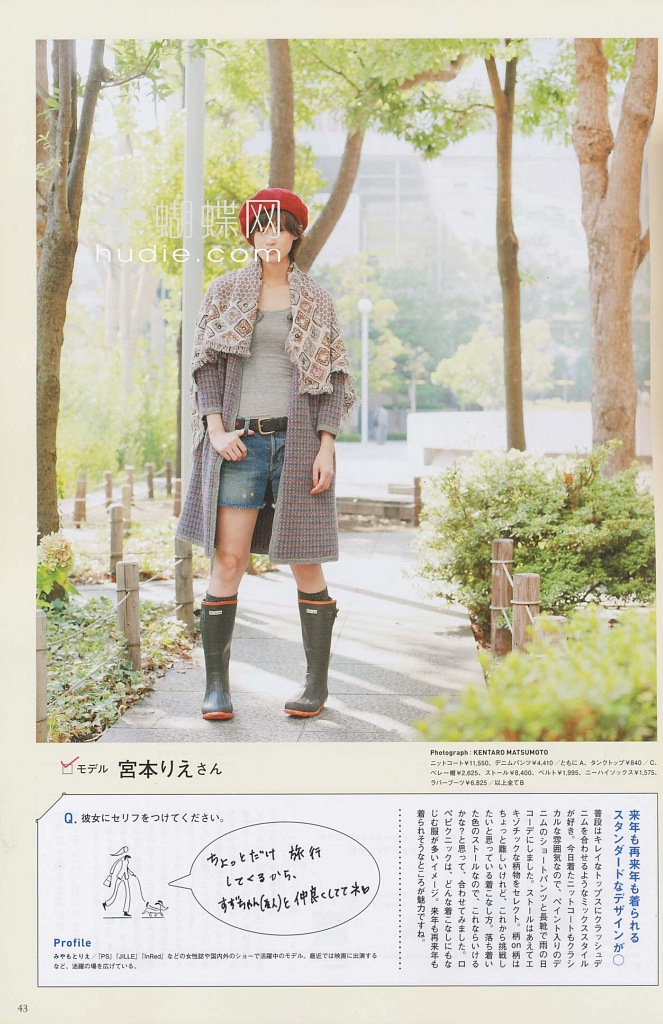 蝴蝶网
hudie.com
Photograph : KENTARO MATSUMOTO
ニットコート¥11,550、デニムパンツ¥4,410／ともにA、タンクトップ¥840／C、
ベレー帽¥2,625、ストール¥8,400、ベルト¥1,995、ニーハイソックス¥1,575、
ラバーブーツ¥6,825／以上全てB
モデル 宮本りえさん
Q. 彼女にセリフをつけてください。
ちょっとだけ 旅行
してくるから、
すずちゃん(友人)と仲良くしててネ
Profile
みやもとりえ／『PS』『JILLE』『InRed』などの女性誌や国内外のショーで活躍中のモデル。最近では映画に出演する
など、活躍の場を広げている。
来年も再来年も着られる
スタンダードなデザインが◯
普段はキレイなトップスにクラッシュデ
ニムを合わせるようなミックススタイル
が好き。今日着たニットコートもクラシ
カルな雰囲気なので、ペイント入りのデ
ニムのショートパンツと長靴で雨の日
コーデにしました。ストールはあえてエ
キゾチックな柄物をセレクト。柄on柄は
ちょっと難しいけれど、これから挑戦し
たいと思っている着こなし方。落ち着い
た色のストールなので、これならいける
かな？と思って、合わせてみました。ロ
ペピクニックは、どんな着こなしにもな
じむ服が多いイメージ。来年も再来年も
着られそうなところが魅力ですね。
43